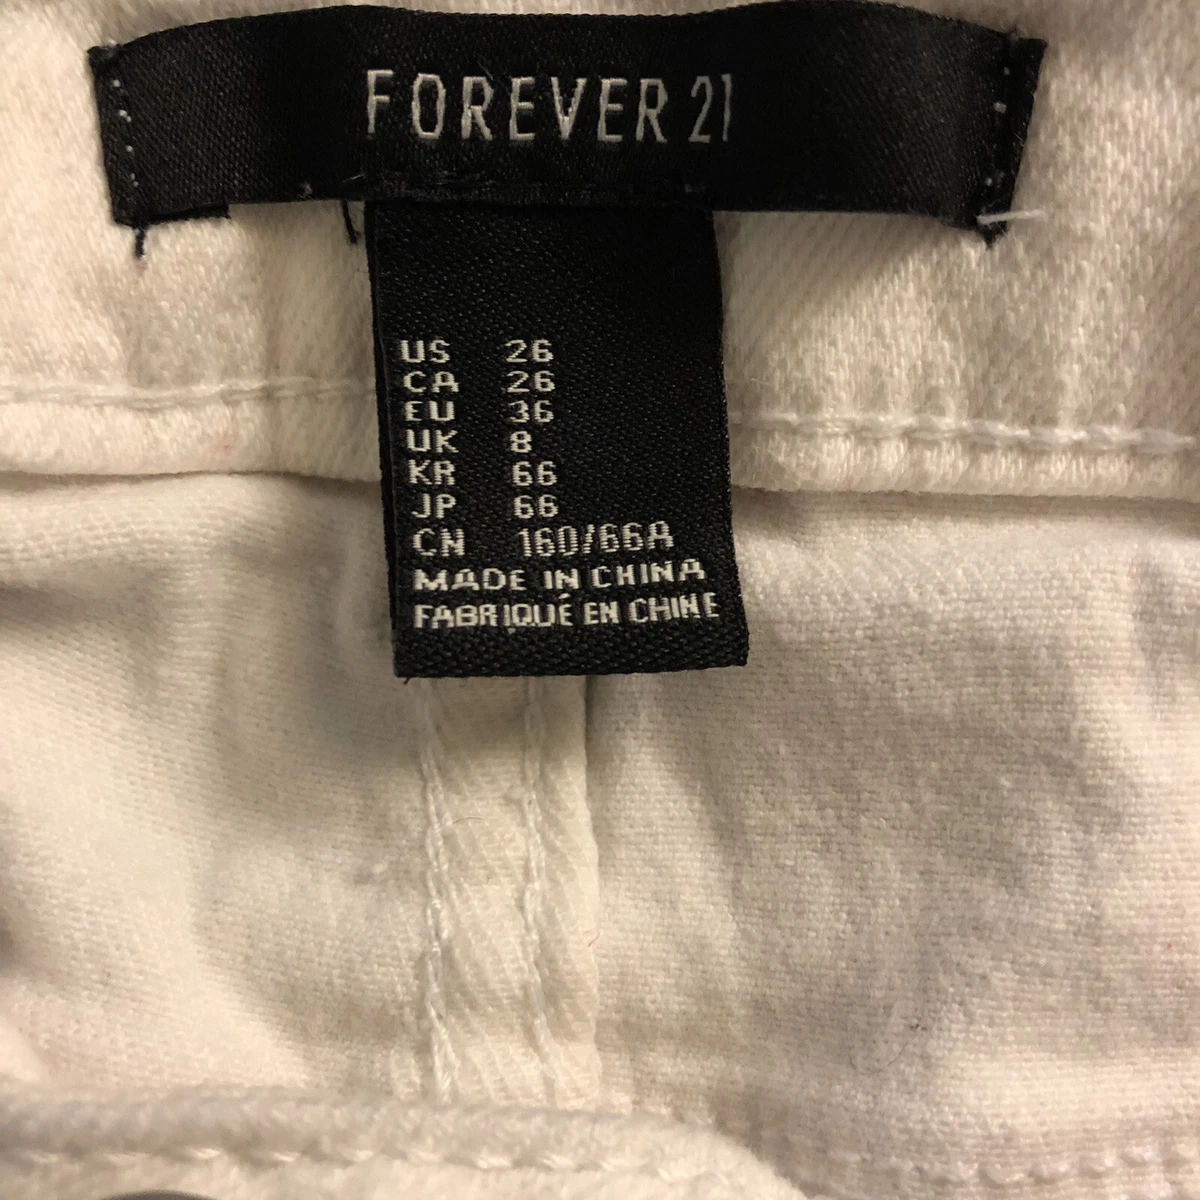 FOREVER 21
US 26
CA 26
EU 36
UK 8
KR 66
JP 66
CN 160/66A
MADE IN CHINA
FABRIQUÉ EN CHINE